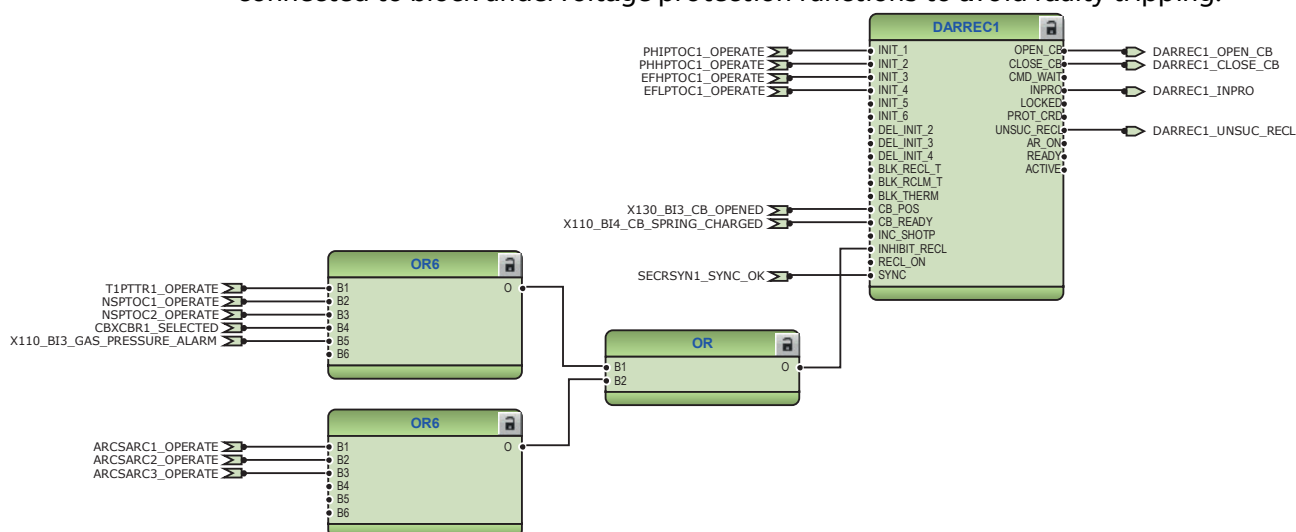 connected to block undervoltage protection functions to avoid faulty tripping.
DARREC1
PHIPTOC1_OPERATE
PHHPTOC1_OPERATE
EFHPTOC1_OPERATE
EFLPTOC1_OPERATE
INIT_1
INIT_2
INIT_3
INIT_4
INIT_5
INIT_6
DEL_INIT_2
DEL_INIT_3
DEL_INIT_4
BLK_RECL_T
BLK_RCLM_T
BLK_THERM
CB_POS
CB_READY
INC_SHOTP
INHIBIT_RECL
RECL_ON
SYNC
OPEN_CB
CLOSE_CB
CMD_WAIT
INPRO
LOCKED
PROT_CRD
UNSUC_RECL
AR_ON
READY
ACTIVE
DARREC1_OPEN_CB
DARREC1_CLOSE_CB
DARREC1_INPRO
DARREC1_UNSUC_RECL
X130_BI3_CB_OPENED
X110_BI4_CB_SPRING_CHARGED
SECRSYN1_SYNC_OK
OR6
T1PTTR1_OPERATE
NSPTOC1_OPERATE
NSPTOC2_OPERATE
CBXCBR1_SELECTED
X110_BI3_GAS_PRESSURE_ALARM
B1
B2
B3
B4
B5
B6
O
OR
B1
B2
O
OR6
ARCSARC1_OPERATE
ARCSARC2_OPERATE
ARCSARC3_OPERATE
B1
B2
B3
B4
B5
B6
O